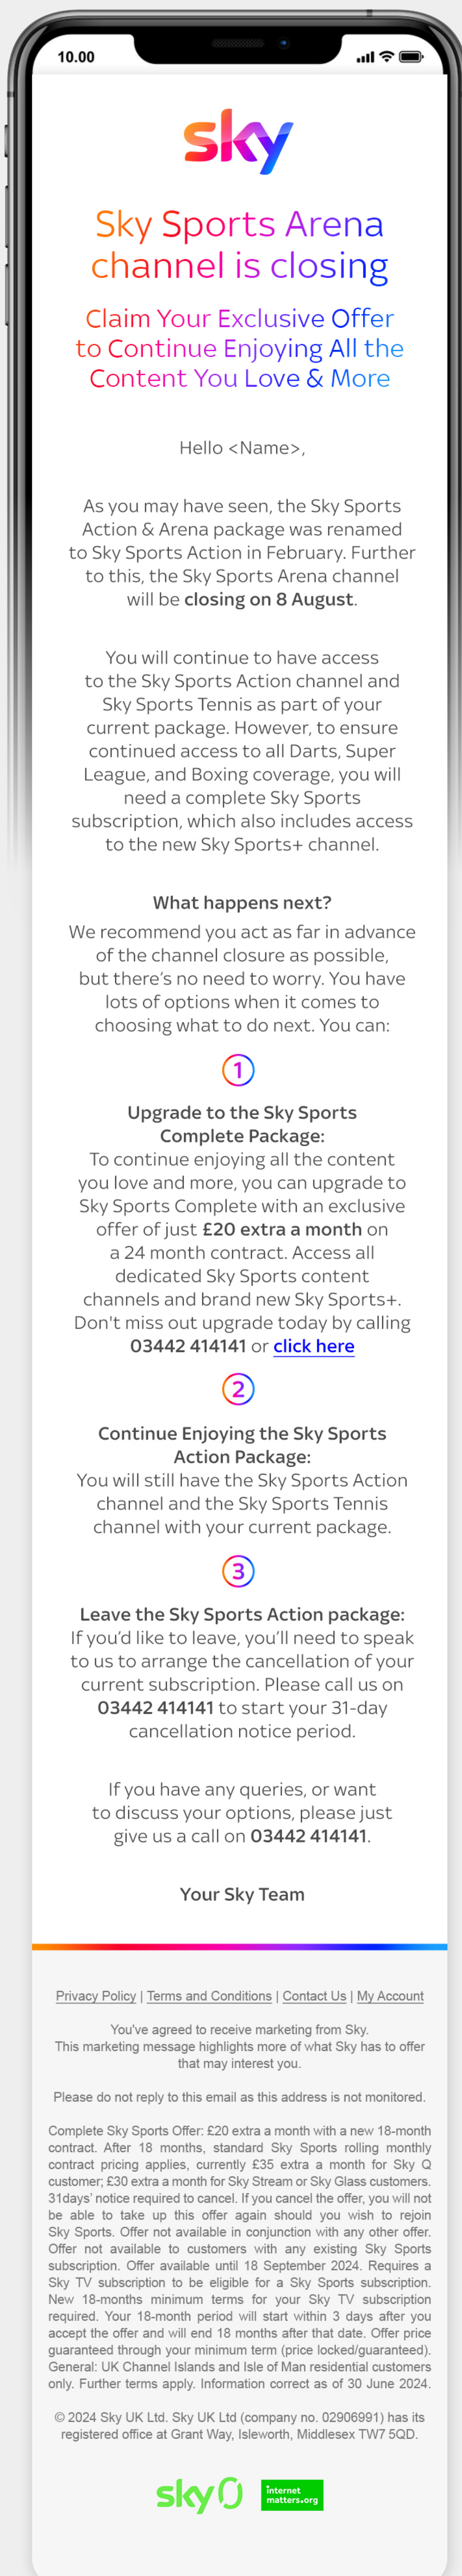 10.00
sky
Sky Sports Arena
channel is closing
Claim Your Exclusive Offer
to Continue Enjoying All the
Content You Love & More
Hello <Name>,
As you may have seen, the Sky Sports
Action & Arena package was renamed
to Sky Sports Action in February. Further
to this, the Sky Sports Arena channel
will be closing on 8 August.
You will continue to have access
to the Sky Sports Action channel and
Sky Sports Tennis as part of your
current package. However, to ensure
continued access to all Darts, Super
League, and Boxing coverage, you will
need a complete Sky Sports
subscription, which also includes access
to the new Sky Sports+ channel.
What happens next?
We recommend you act as far in advance
of the channel closure as possible,
but there's no need to worry. You have
lots of options when it comes to
choosing what to do next. You can:
1
Upgrade to the Sky Sports
Complete Package:
To continue enjoying all the content
you love and more, you can upgrade to
Sky Sports Complete with an exclusive
offer of just £20 extra a month on
a 24 month contract. Access all
dedicated Sky Sports content
channels and brand new Sky Sports+.
Don't miss out upgrade today by calling
03442 414141 or click here
2
Continue Enjoying the Sky Sports
Action Package:
You will still have the Sky Sports Action
channel and the Sky Sports Tennis
channel with your current package.
3
Leave the Sky Sports Action package:
If you'd like to leave, you'll need to speak
to us to arrange the cancellation of your
current subscription. Please call us on
03442 414141 to start your 31-day
cancellation notice period.
If you have any queries, or want
to discuss your options, please just
give us a call on 03442 414141.
Your Sky Team
Privacy Policy | Terms and Conditions | Contact Us | My Account
You've agreed to receive marketing from Sky.
This marketing message highlights more of what Sky has to offer
that may interest you.
Please do not reply to this email as this address is not monitored.
Complete Sky Sports Offer: £20 extra a month with a new 18-month
contract. After 18 months, standard Sky Sports rolling monthly
contract pricing applies, currently £35 extra a month for Sky Q
customer; £30 extra a month for Sky Stream or Sky Glass customers.
31days' notice required to cancel. If you cancel the offer, you will not
be able to take up this offer again should you wish to rejoin
Sky Sports. Offer not available in conjunction with any other offer.
Offer not available to customers with any existing Sky Sports
subscription. Offer available until 18 September 2024. Requires a
Sky TV subscription to be eligible for a Sky Sports subscription.
New 18-months minimum terms for your Sky TV subscription
required. Your 18-month period will start within 3 days after you
accept the offer and will end 18 months after that date. Offer price
guaranteed through your minimum term (price locked/guaranteed).
General: UK Channel Islands and Isle of Man residential customers
only. Further terms apply. Information correct as of 30 June 2024.
© 2024 Sky UK Ltd. Sky UK Ltd (company no. 02906991) has its
registered office at Grant Way, Isleworth, Middlesex TW7 5QD.
sky0
internet
matters.org